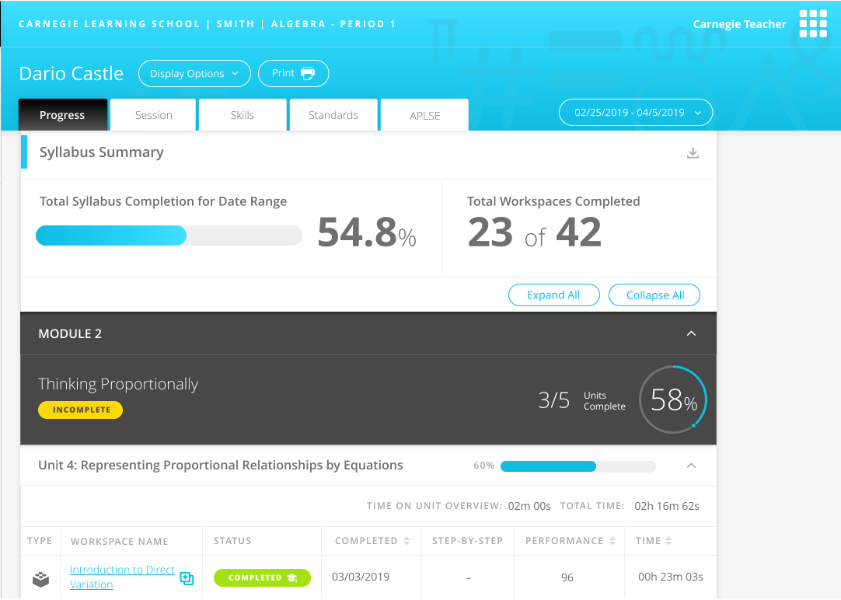 CARNEGIE LEARNING SCHOOL | SMITH | ALGEBRA - PERIOD 1
Carnegie Teacher
Dario Castle
Display Options
Print
Progress
Session
Skills
Standards
APLSE
02/25/2019 - 04/5/2019
Syllabus Summary
Total Syllabus Completion for Date Range
54.8%
Total Workspaces Completed
23 of 42
Expand All
Collapse All
MODULE 2
Thinking Proportionally
INCOMPLETE
3/5
Units
Complete
58%
Unit 4: Representing Proportional Relationships by Equations
60%
TIME ON UNIT OVERVIEW: 02m 00s TOTAL TIME: 02h 16m 62s
TYPE WORKSPACE NAME STATUS COMPLETED STEP-BY-STEP PERFORMANCE TIME
Introduction to Direct
Variation
COMPLETED
03/03/2019
–
96
00h 23m 03s